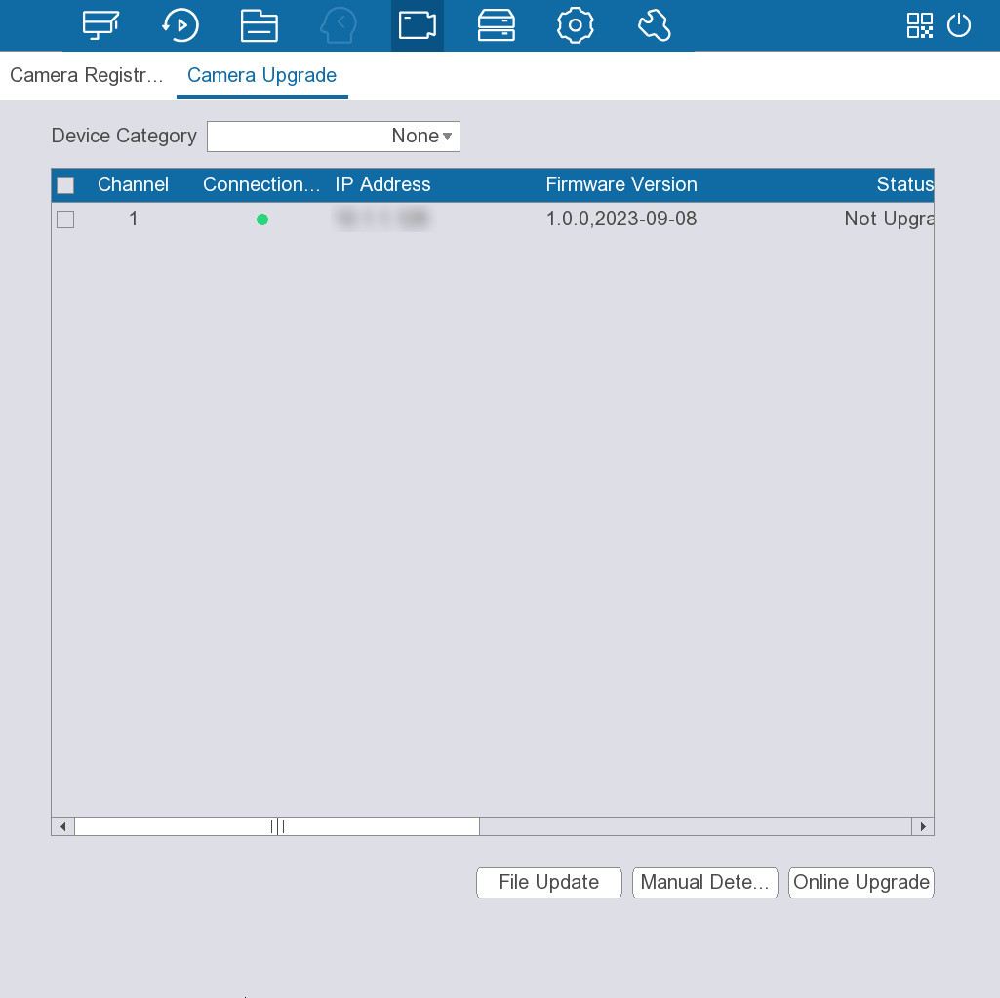 Camera Registr... Camera Upgrade
Device Category None
Channel Connection... IP Address Firmware Version Status
1 1.0.0,2023-09-08 Not Upgra
File Update Manual Dete... Online Upgrade